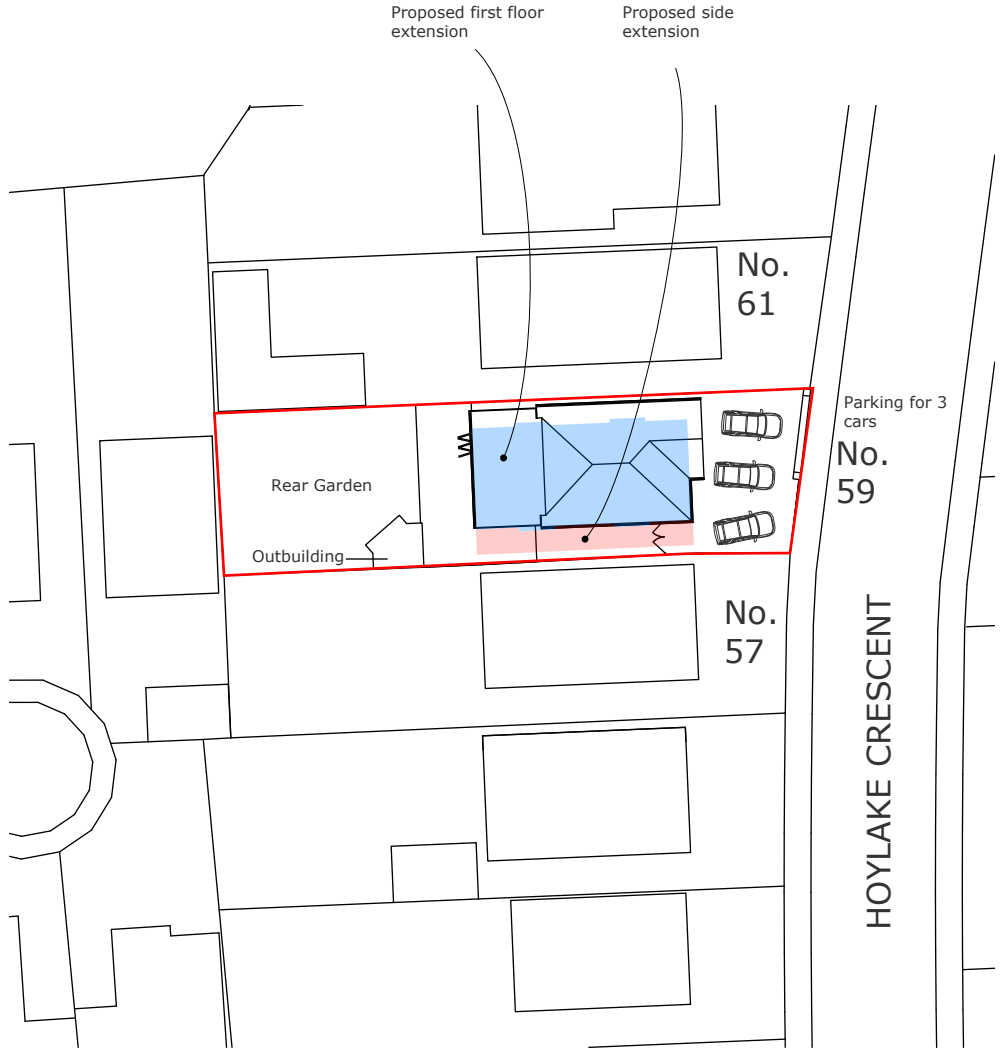 Proposed first floor
extension
Proposed side
extension
No.
61
Parking for 3
cars
No.
59
Rear Garden
Outbuilding
No.
57
HOYLAKE CRESCENT